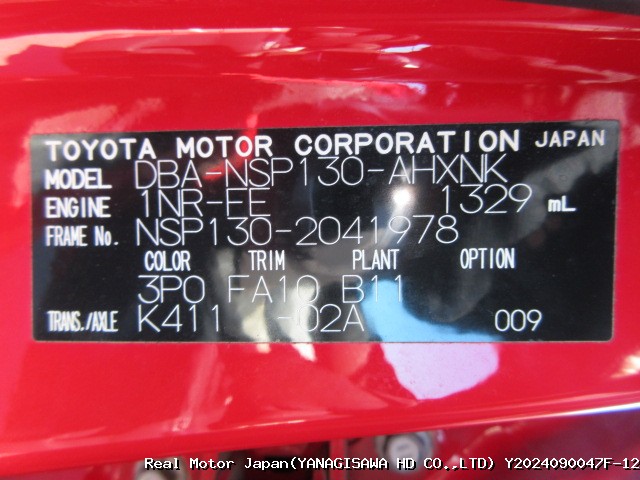 TOYOTA MOTOR CORPORATION JAPAN
MODEL DBA-NSP130-AHXNK
ENGINE 1NR-FE 1329 mL
FRAME No. NSP130-2041978
COLOR TRIM PLANT OPTION
3P0 FA10 B11
TRANS./AXLE K411 -02A 009
Real Motor Japan(YANAGISAWA HD CO.,LTD) Y2024090047F-12